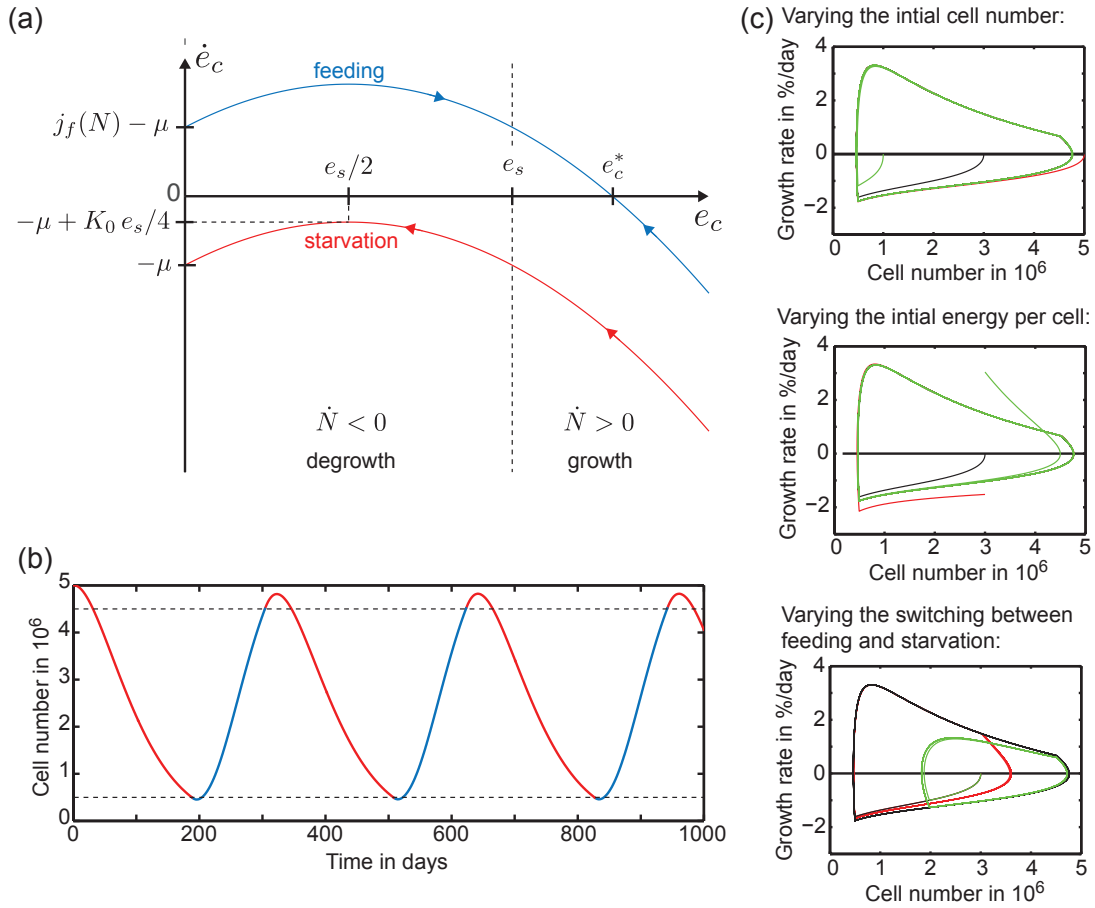 (a)
ė_c
feeding
j_f(N) − μ
e_s/2
e_s
e_c^*
0
e_c
−μ + K_0 e_s/4
starvation
−μ
Ṅ < 0
Ṅ > 0
degrowth
growth
(b)
5
4
3
2
1
0
Cell number in 10^6
0
200
400
600
800
1000
Time in days
(c)
Varying the intial cell number:
4
2
0
−2
Growth rate in %/day
0
1
2
3
4
5
Cell number in 10^6
Varying the intial energy per cell:
4
2
0
−2
Growth rate in %/day
0
1
2
3
4
5
Cell number in 10^6
Varying the switching between
feeding and starvation:
4
2
0
−2
Growth rate in %/day
0
1
2
3
4
5
Cell number in 10^6